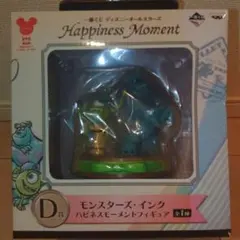 一番くじ ディズニーオールスターズ
Happiness Moment
D賞
モンスターズ・インク
ハピネスモーメントフィギュア
全1種